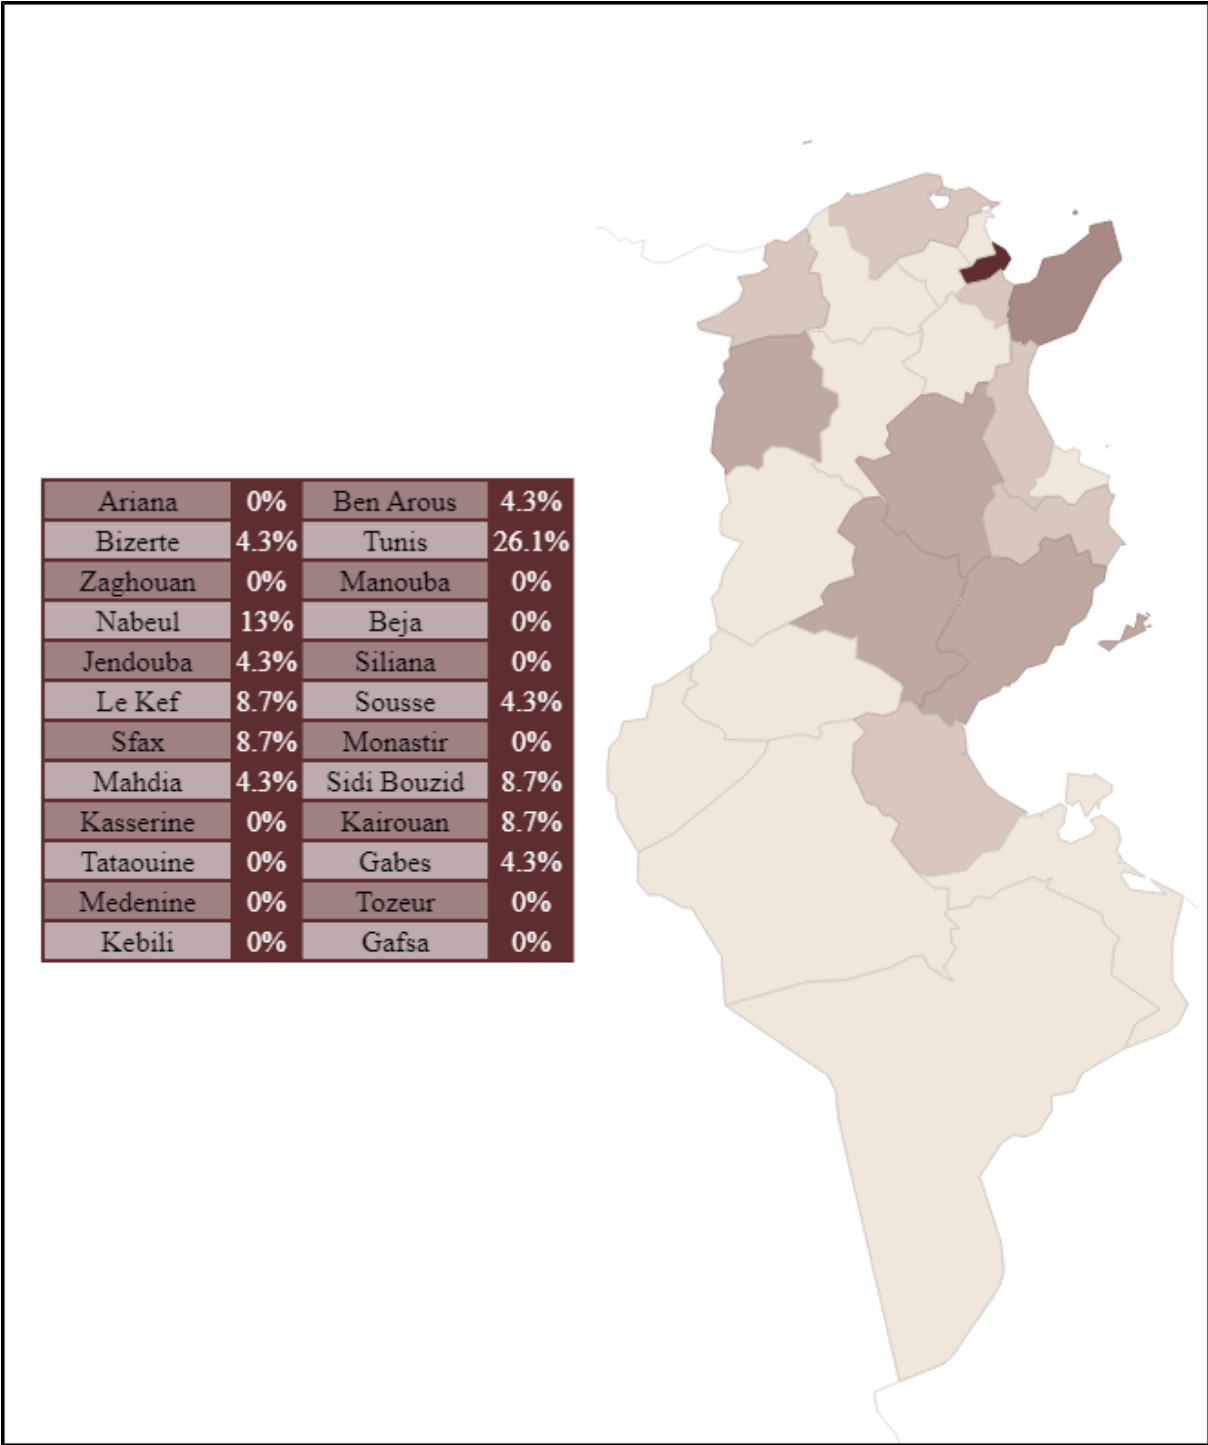 Ariana 0% Ben Arous 4.3%
Bizerte 4.3% Tunis 26.1%
Zaghouan 0% Manouba 0%
Nabeul 13% Beja 0%
Jendouba 4.3% Siliana 0%
Le Kef 8.7% Sousse 4.3%
Sfax 8.7% Monastir 0%
Mahdia 4.3% Sidi Bouzid 8.7%
Kasserine 0% Kairouan 8.7%
Tataouine 0% Gabes 4.3%
Medenine 0% Tozeur 0%
Kebili 0% Gafsa 0%